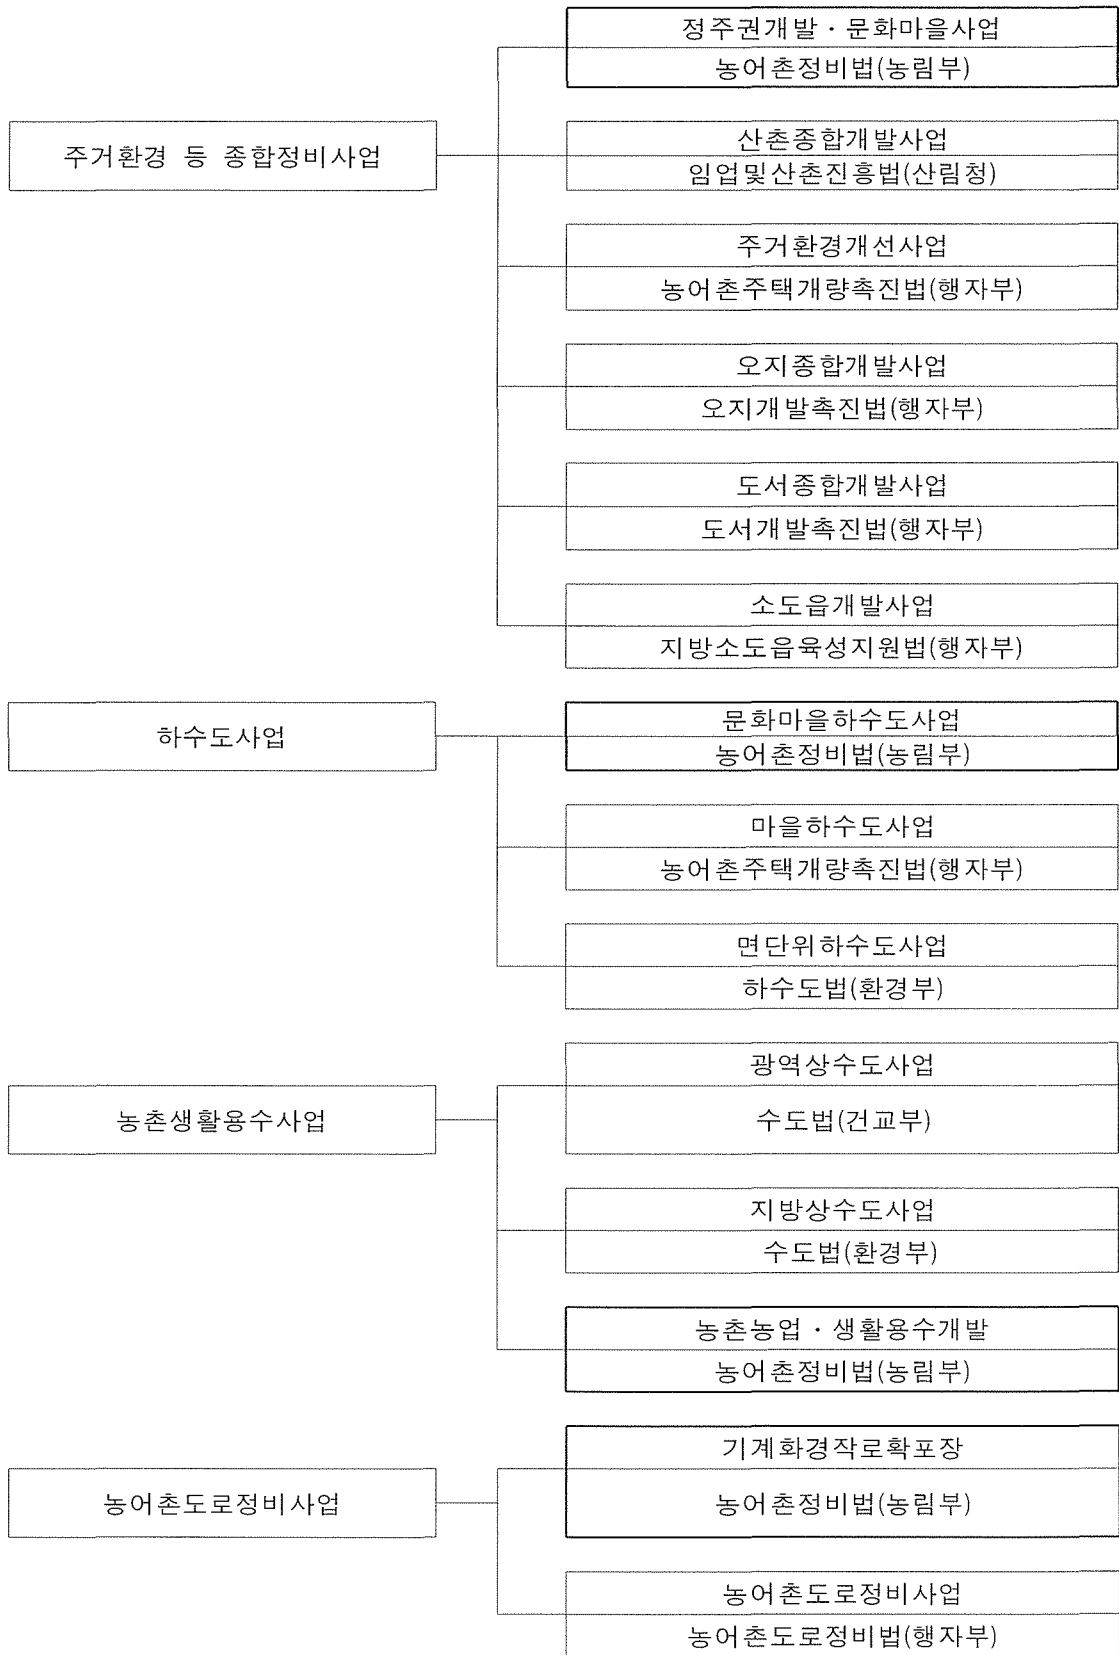 정주권개발 · 문화마을사업
농어촌정비법(농림부)
주거환경 등 종합정비사업
산촌종합개발사업
임업및산촌진흥법(산림청)
주거환경개선사업
농어촌주택개량촉진법(행자부)
오지종합개발사업
오지개발촉진법(행자부)
도서종합개발사업
도서개발촉진법(행자부)
소도읍개발사업
지방소도읍육성지원법(행자부)
하수도사업
문화마을하수도사업
농어촌정비법(농림부)
마을하수도사업
농어촌주택개량촉진법(행자부)
면단위하수도사업
하수도법(환경부)
농촌생활용수사업
광역상수도사업
수도법(건교부)
지방상수도사업
수도법(환경부)
농촌농업 · 생활용수개발
농어촌정비법(농림부)
농어촌도로정비사업
기계화경작로확포장
농어촌정비법(농림부)
농어촌도로정비사업
농어촌도로정비법(행자부)